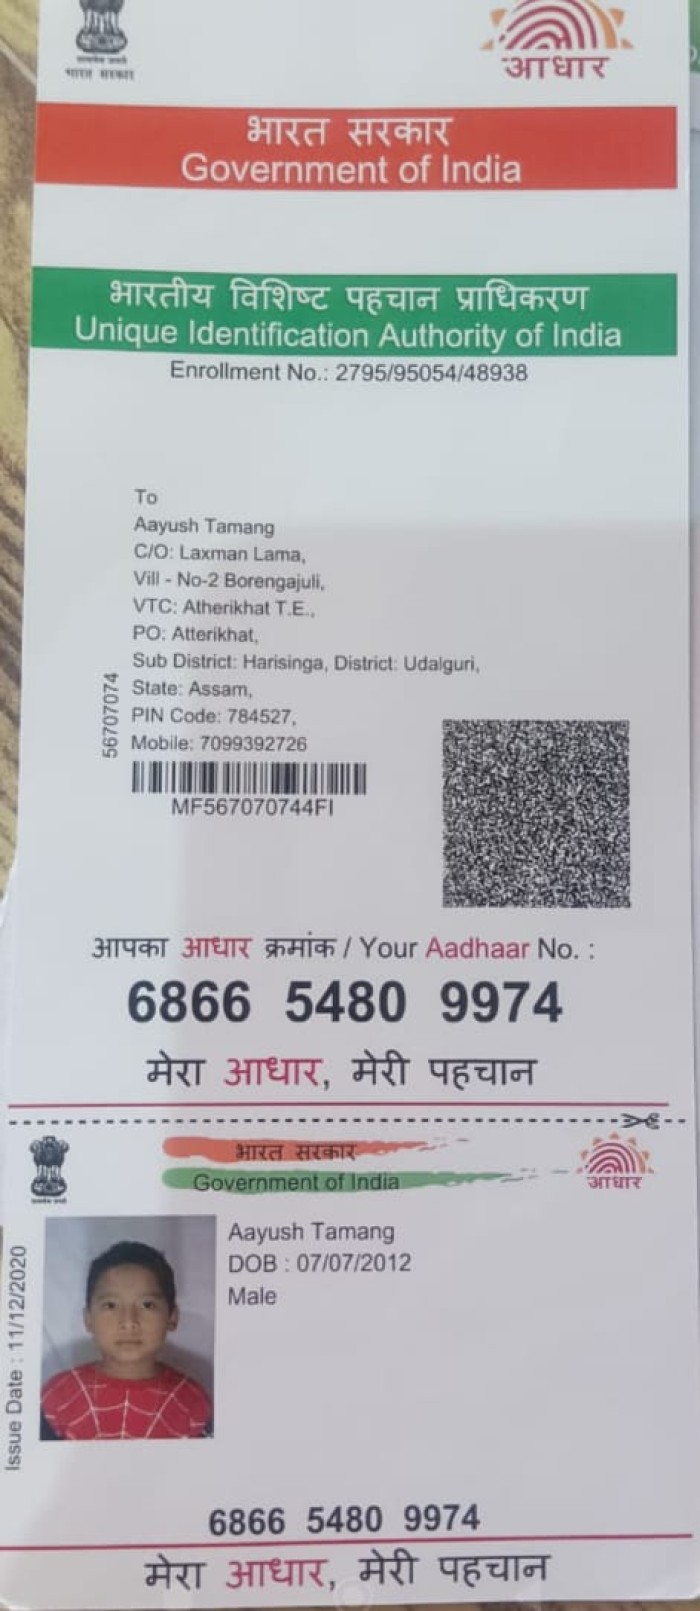 भारत सरकार
आधार
भारत सरकार
Government of India
भारतीय विशिष्ट पहचान प्राधिकरण
Unique Identification Authority of India
Enrollment No.: 2795/95054/48938
To
Aayush Tamang
C/O: Laxman Lama,
Vill - No-2 Borengajuli,
VTC: Atherikhat T.E.,
PO: Atterikhat,
Sub District: Harisinga, District: Udalguri,
State: Assam,
PIN Code: 784527,
Mobile: 7099392726
56707074
MF567070744FI
आपका आधार क्रमांक / Your Aadhaar No. :
6866 5480 9974
मेरा आधार, मेरी पहचान
भारत सरकार
Government of India
आधार
Aayush Tamang
DOB : 07/07/2012
Male
Issue Date : 11/12/2020
6866 5480 9974
मेरा आधार, मेरी पहचान